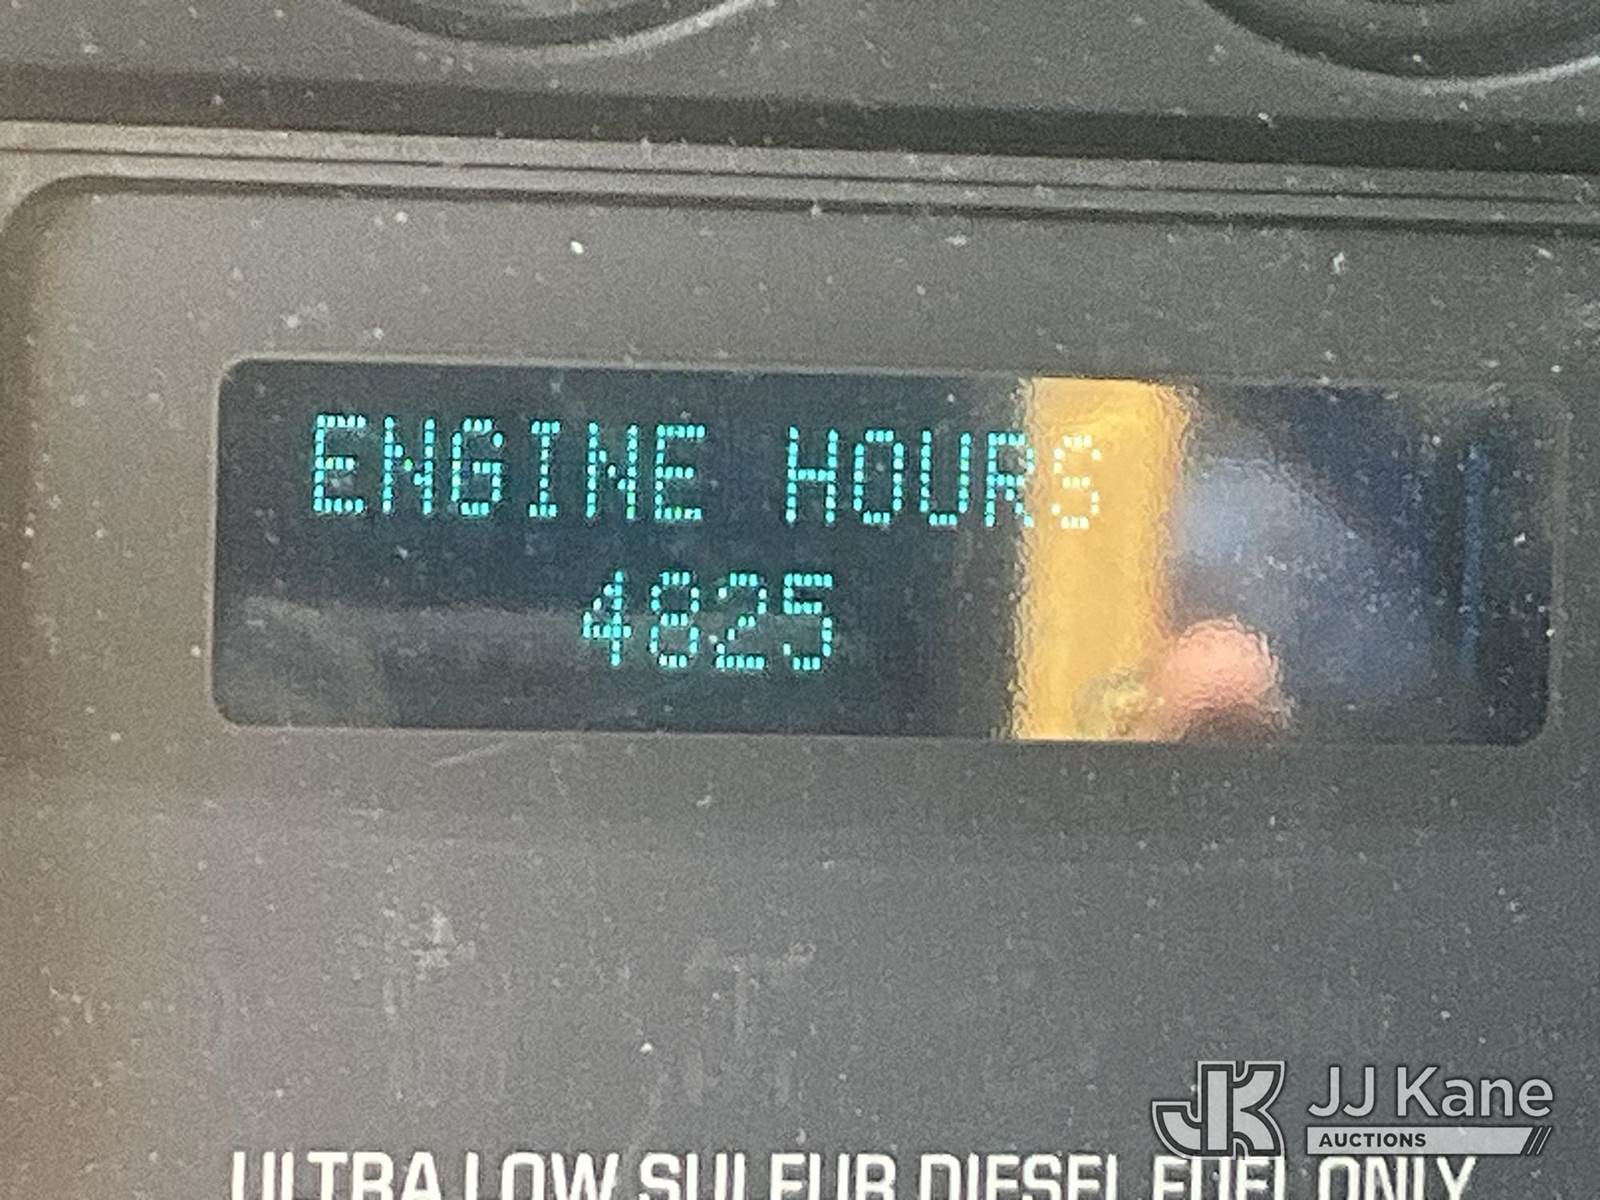 ENGINE HOURS
4825
JJ Kane
AUCTIONS
ULTRA LOW SULFUR DIESEL FUEL ONLY